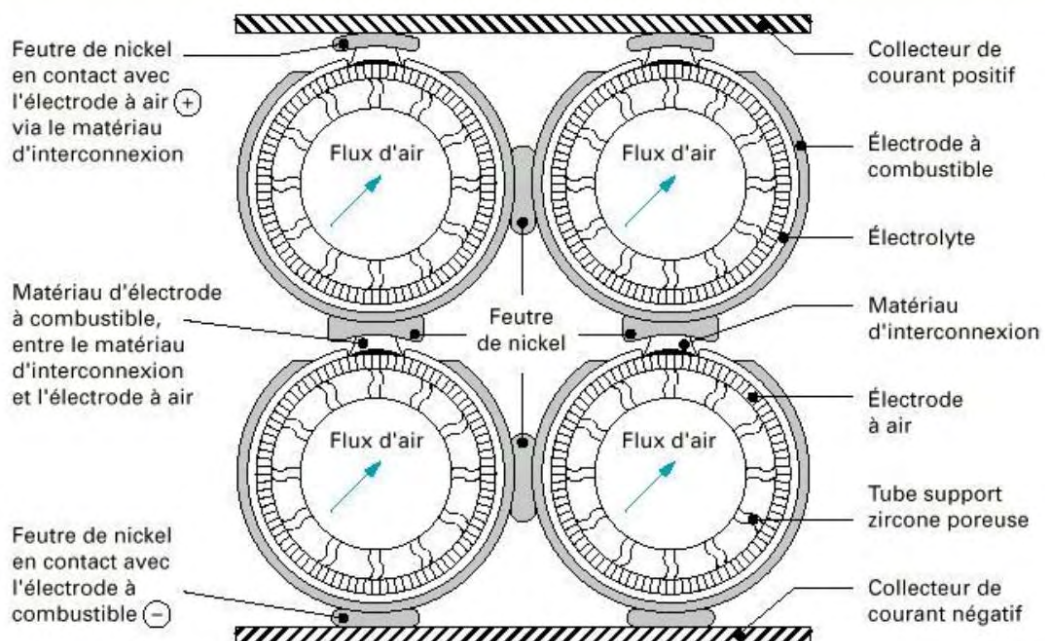 Feutre de nickel
en contact avec
l'électrode à air +
via le matériau
d'interconnexion
Matériau d'électrode
à combustible,
entre le matériau
d'interconnexion
et l'électrode à air
Feutre de nickel
en contact avec
l'électrode à
combustible −
Flux d'air
Flux d'air
Feutre
de nickel
Flux d'air
Flux d'air
Collecteur de
courant positif
Électrode à
combustible
Électrolyte
Matériau
d'interconnexion
Électrode
à air
Tube support
zircone poreuse
Collecteur de
courant négatif